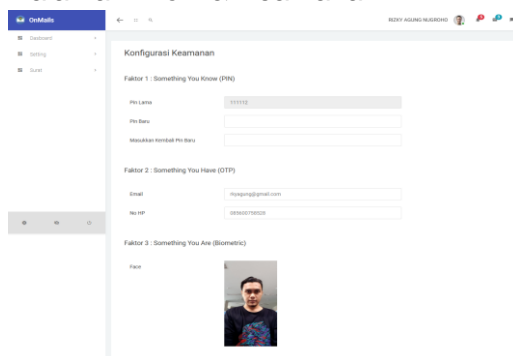 OnMails
RIZKY AGUNG NUGROHO
Dasboard
Setting
Surat
Konfigurasi Keamanan
Faktor 1 : Something You Know (PIN)
Pin Lama
Pin Baru
Masukkan Kembali Pin Baru
Faktor 2 : Something You Have (OTP)
Email
No HP
Faktor 3 : Something You Are (Biometric)
Face